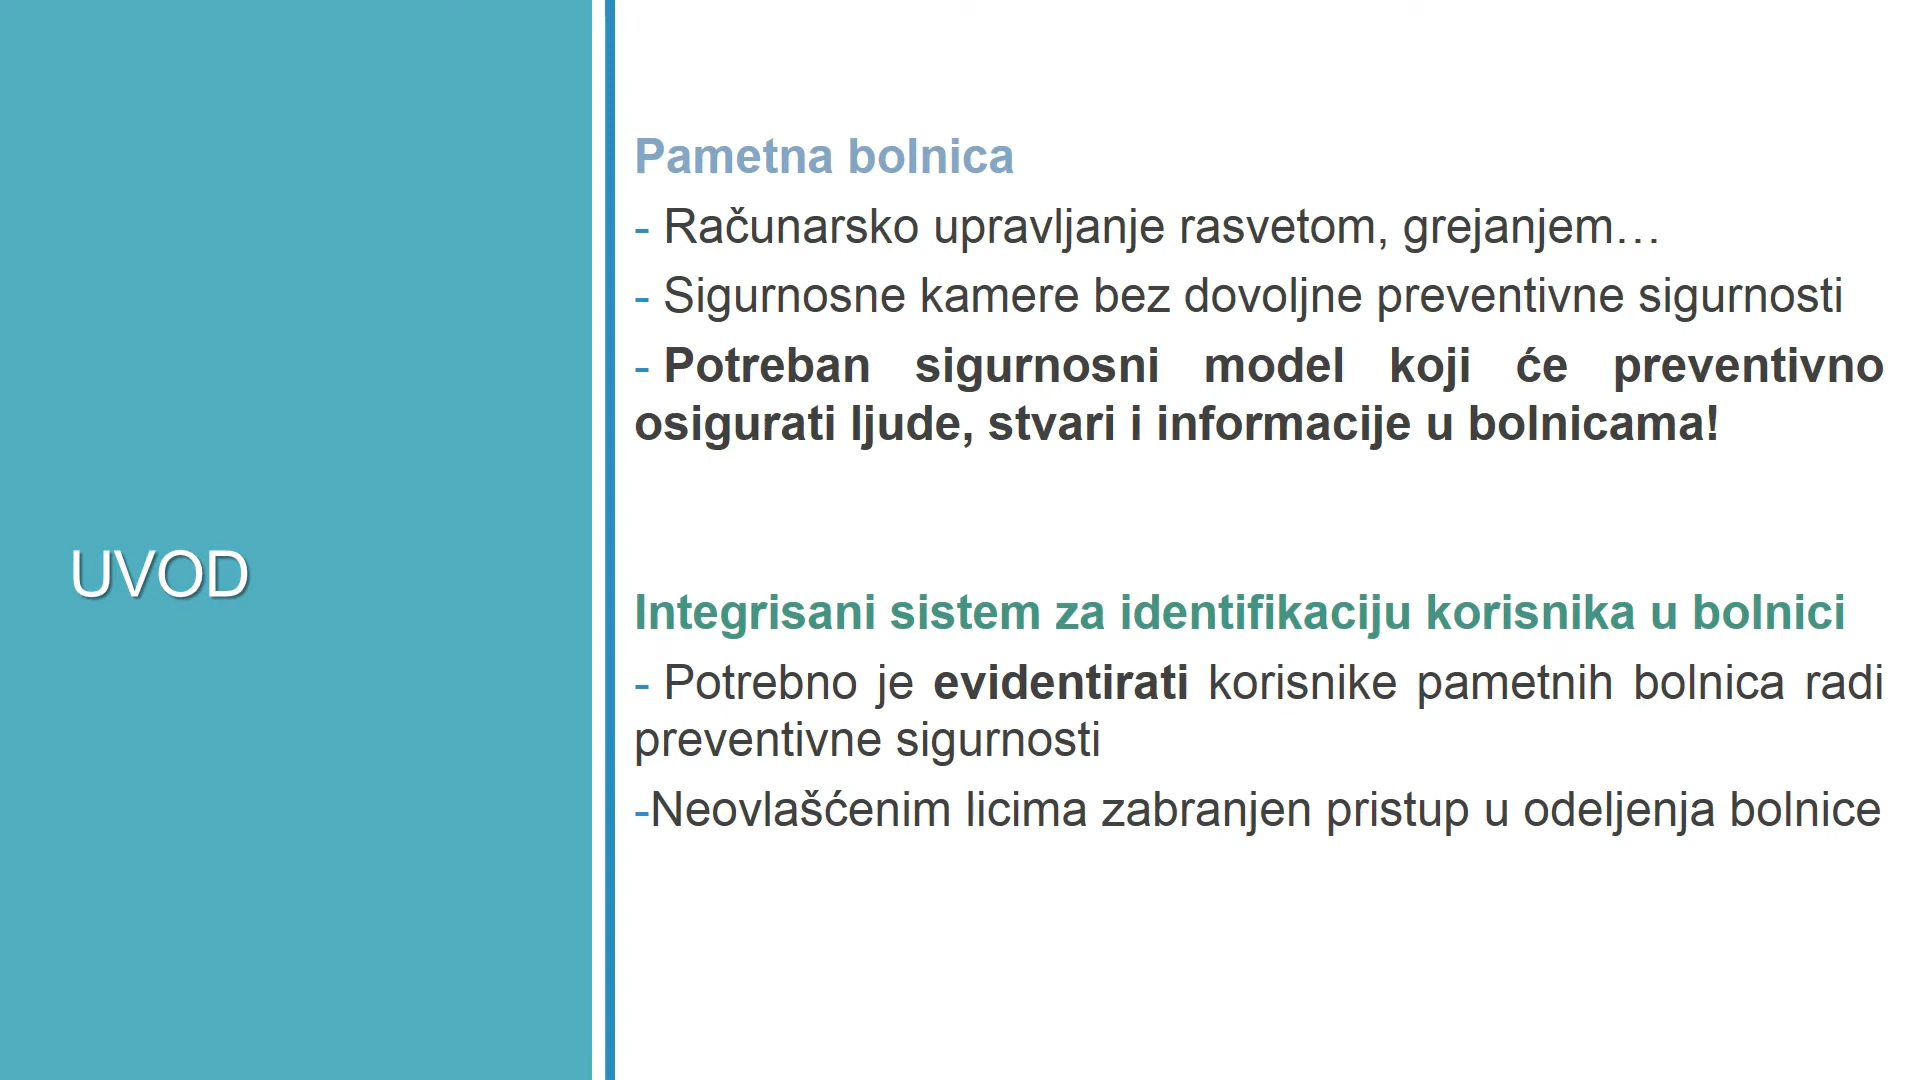 UVOD
Pametna bolnica
- Računarsko upravljanje rasvetom, grejanjem…
- Sigurnosne kamere bez dovoljne preventivne sigurnosti
- Potreban sigurnosni model koji će preventivno
osigurati ljude, stvari i informacije u bolnicama!
Integrisani sistem za identifikaciju korisnika u bolnici
- Potrebno je evidentirati korisnike pametnih bolnica radi
preventivne sigurnosti
-Neovlašćenim licima zabranjen pristup u odeljenja bolnice